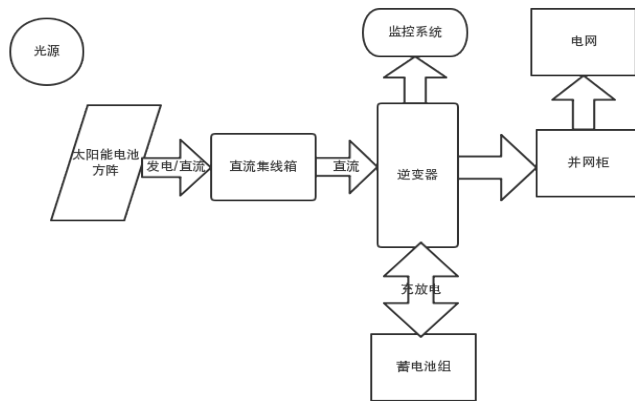 光源
监控系统
电网
太阳能电池
方阵
发电/直流
直流集线箱
直流
逆变器
并网柜
充放电
蓄电池组